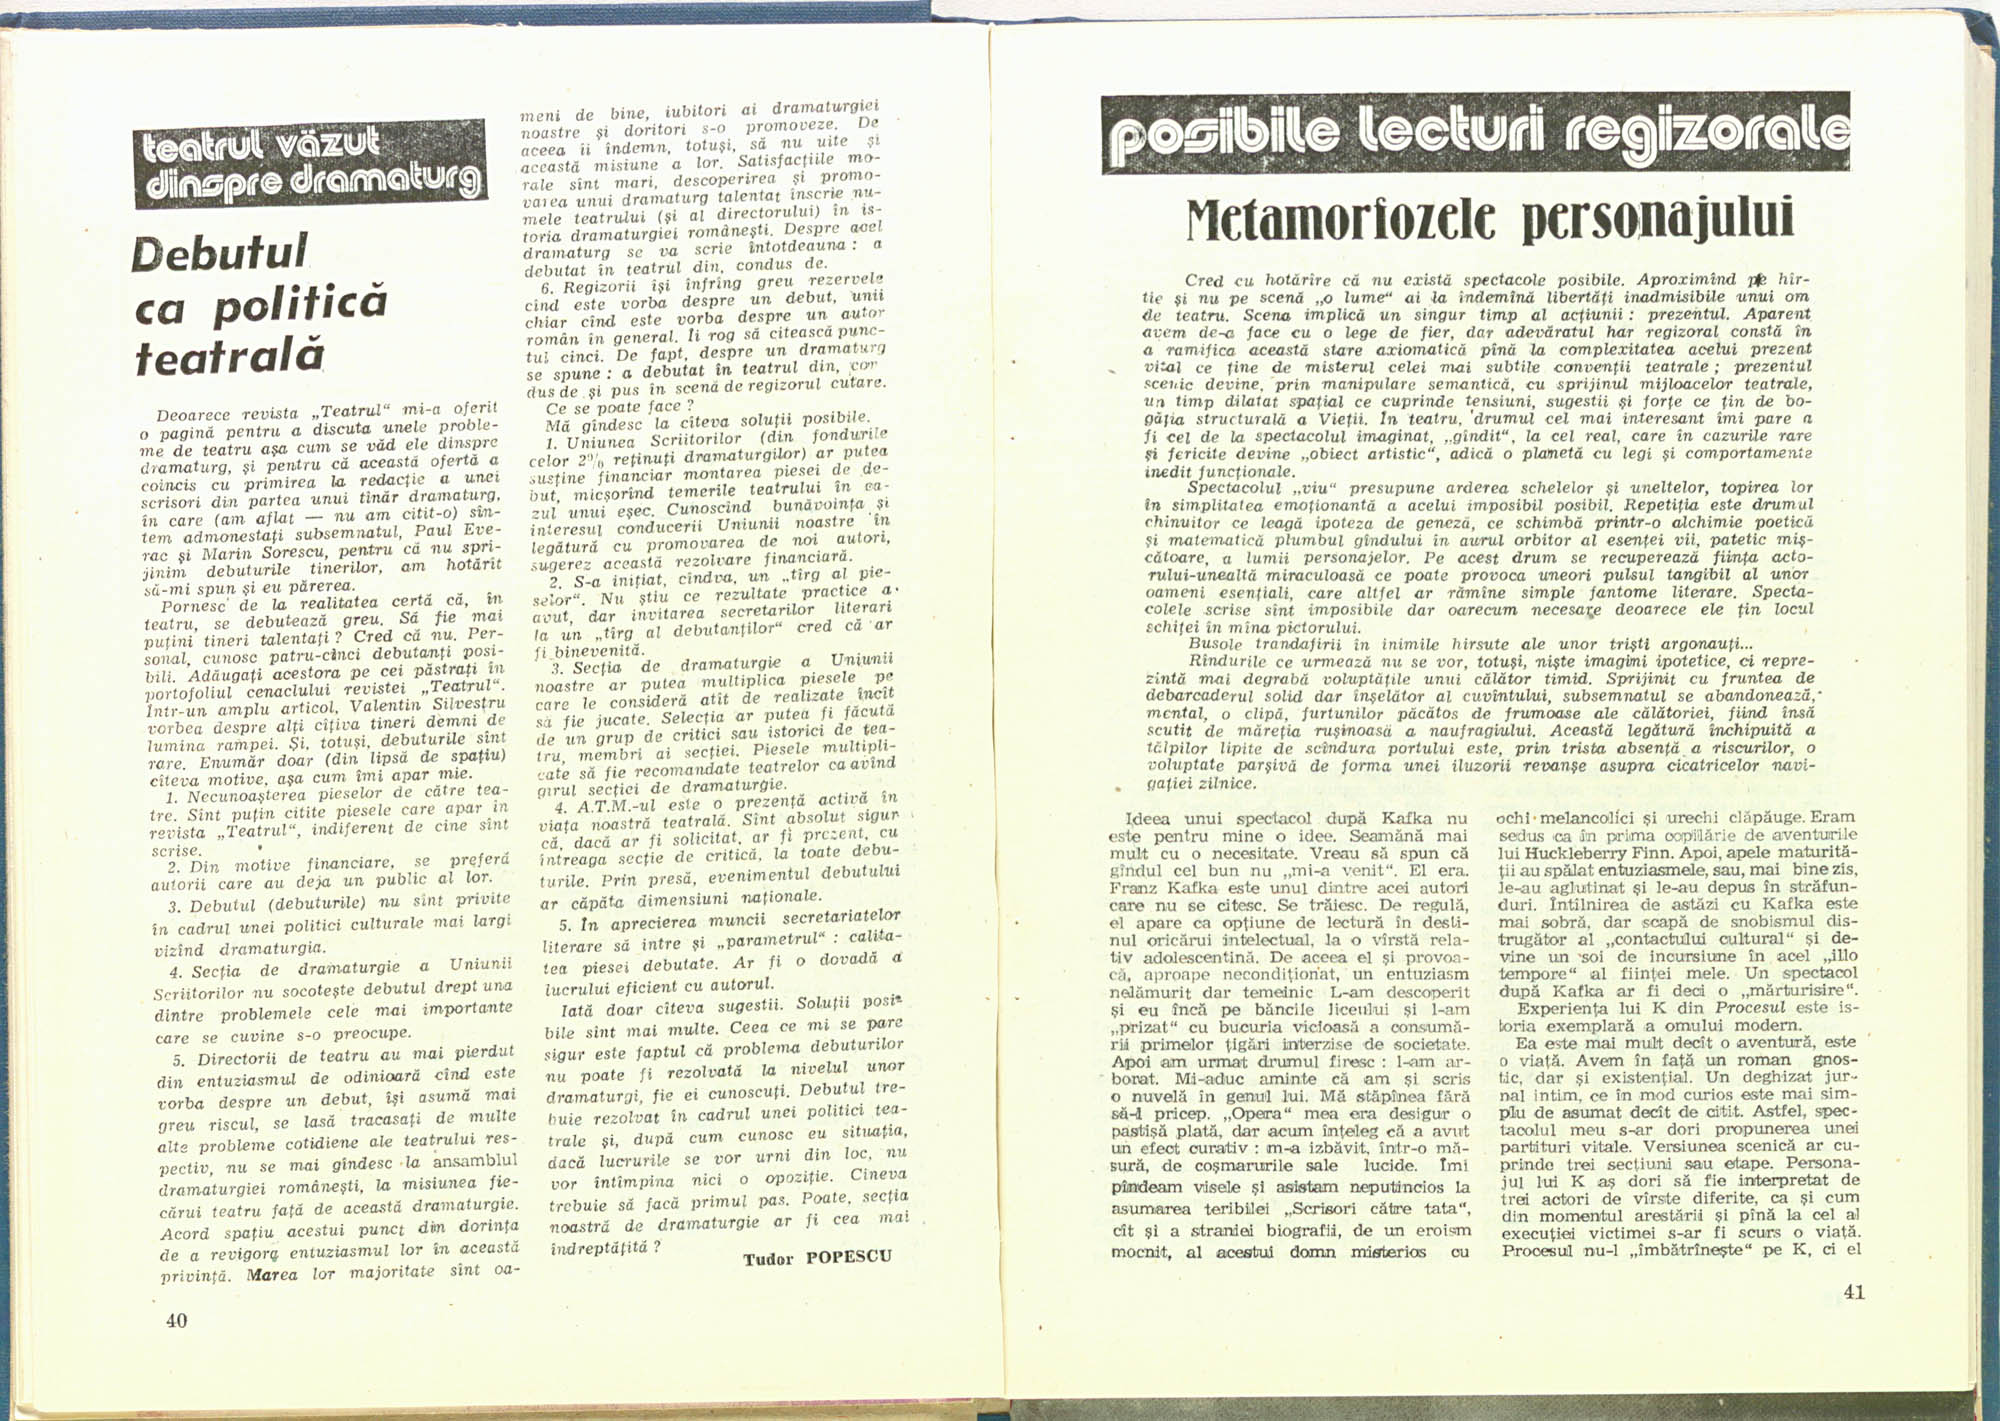 teatrul văzut
dinspre dramaturg
Debutul
ca politică
teatrală
Deoarece revista „Teatrul“ mi-a oferit
o pagină pentru a discuta unele proble-
me de teatru așa cum se văd ele dinspre
dramaturg, și pentru că această ofertă a
coincis cu primirea la redacție a unei
scrisori din partea unui tînăr dramaturg,
în care (am aflat — nu am citit-o) sîn-
tem admonestați subsemnatul, Paul Eve-
rac și Marin Sorescu, pentru că nu spri-
jinim debuturile tinerilor, am hotărît
să-mi spun și eu părerea.
Pornesc de la realitatea certă că, în
teatru, se debutează greu. Să fie mai
puțini tineri talentați ? Cred că nu. Per-
sonal, cunosc patru-cinci debutanți posi-
bili. Adăugați acestora pe cei păstrați în
portofoliul cenaclului revistei „Teatrul“.
Într-un amplu articol, Valentin Silvestru
vorbea despre alți cîțiva tineri demni de
lumina rampei. Și, totuși, debuturile sînt
rare. Enumăr doar (din lipsă de spațiu)
cîteva motive, așa cum îmi apar mie.
1. Necunoașterea pieselor de către tea-
tre. Sînt puțin citite piesele care apar în
revista „Teatrul“, indiferent de cine sînt
scrise.
2. Din motive financiare, se preferă
autorii care au deja un public al lor.
3. Debutul (debuturile) nu sînt privite
în cadrul unei politici culturale mai largi
vizînd dramaturgia.
4. Secția de dramaturgie a Uniunii
Scriitorilor nu socotește debutul drept una
dintre problemele cele mai importante
care se cuvine s-o preocupe.
5. Directorii de teatru au mai pierdut
din entuziasmul de odinioară cînd este
vorba despre un debut, își asumă mai
greu riscul, se lasă tracasați de multe
alte probleme cotidiene ale teatrului res-
pectiv, nu se mai gîndesc la ansamblul
dramaturgiei românești, la misiunea fie-
cărui teatru față de această dramaturgie.
Acord spațiu acestui punct din dorința
de a revigora entuziasmul lor în această
privință. Marea lor majoritate sînt oa-
meni de bine, iubitori ai dramaturgiei
noastre și doritori s-o promoveze. De
aceea îi îndemn, totuși, să nu uite și
această misiune a lor. Satisfacțiile mo-
rale sînt mari, descoperirea și promo-
varea unui dramaturg talentat înscrie nu-
mele teatrului (și al directorului) în is-
toria dramaturgiei românești. Despre acel
dramaturg se va scrie întotdeauna : a
debutat în teatrul din, condus de.
6. Regizorii își înfrîng greu rezervele
cînd este vorba despre un debut, unii
chiar cînd este vorba despre un autor
român în general. Îi rog să citească punc-
tul cinci. De fapt, despre un dramaturg
se spune : a debutat în teatrul din, con
dus de și pus în scenă de regizorul cutare.
Ce se poate face ?
Mă gîndesc la cîteva soluții posibile.
1. Uniunea Scriitorilor (din fondurile
celor 2% reținuți dramaturgilor) ar putea
susține financiar montarea piesei de de-
but, micșorînd temerile teatrului în ca-
zul unui eșec. Cunoscînd bunăvoința și
interesul conducerii Uniunii noastre în
legătură cu promovarea de noi autori,
sugerez această rezolvare financiară.
2. S-a inițiat, cîndva, un „tîrg al pie-
selor“. Nu știu ce rezultate practice a
avut, dar invitarea secretarilor literari
la un „tîrg al debutanților“ cred că ar
fi binevenită.
3. Secția de dramaturgie a Uniunii
noastre ar putea multiplica piesele pe
care le consideră atît de realizate încît
să fie jucate. Selecția ar putea fi făcută
de un grup de critici sau istorici de tea-
tru, membri ai secției. Piesele multipli-
cate să fie recomandate teatrelor ca avînd
girul secției de dramaturgie.
4. A.T.M.-ul este o prezență activă în
viața noastră teatrală. Sînt absolut sigur
că, dacă ar fi solicitat, ar fi prezent, cu
întreaga secție de critică, la toate debu-
turile. Prin presă, evenimentul debutului
ar căpăta dimensiuni naționale.
5. În aprecierea muncii secretariatelor
literare să intre și „parametrul“ : calita-
tea piesei debutate. Ar fi o dovadă a
lucrului eficient cu autorul.
Iată doar cîteva sugestii. Soluții posi-
bile sînt mai multe. Ceea ce mi se pare
sigur este faptul că problema debuturilor
nu poate fi rezolvată la nivelul unor
dramaturgi, fie ei cunoscuți. Debutul tre-
buie rezolvat în cadrul unei politici tea-
trale și, după cum cunosc eu situația,
dacă lucrurile se vor urni din loc, nu
vor întîmpina nici o opoziție. Cineva
trebuie să facă primul pas. Poate, secția
noastră de dramaturgie ar fi cea mai
îndreptățită ?
Tudor POPESCU
40
posibile lecturi regizorale
Metamorfozele personajului
Cred cu hotărîre că nu există spectacole posibile. Aproximînd pe hîr-
tie și nu pe scenă „o lume“ ai la îndemînă libertăți inadmisibile unui om
de teatru. Scena implică un singur timp al acțiunii : prezentul. Aparent
avem de-a face cu o lege de fier, dar adevăratul har regizoral constă în
a ramifica această stare axiomatică pînă la complexitatea acelui prezent
vital ce ține de misterul celei mai subtile convenții teatrale ; prezentul
scenic devine, prin manipulare semantică, cu sprijinul mijloacelor teatrale,
un timp dilatat spațial ce cuprinde tensiuni, sugestii și forțe ce țin de bo-
găția structurală a Vieții. În teatru, drumul cel mai interesant îmi pare a
fi cel de la spectacolul imaginat, „gîndit“, la cel real, care în cazurile rare
și fericite devine „obiect artistic“, adică o planetă cu legi și comportamente
inedit funcționale.
Spectacolul „viu“ presupune arderea schelelor și uneltelor, topirea lor
în simplitatea emoționantă a acelui imposibil posibil. Repetiția este drumul
chinuitor ce leagă ipoteza de geneză, ce schimbă printr-o alchimie poetică
și matematică plumbul gîndului în aurul orbitor al esenței vii, patetic miș-
cătoare, a lumii personajelor. Pe acest drum se recuperează ființa acto-
rului-unealtă miraculoasă ce poate provoca uneori pulsul tangibil al unor
oameni esențiali, care altfel ar rămîne simple fantome literare. Specta-
colele scrise sînt imposibile dar oarecum necesare deoarece ele țin locul
schiței în mîna pictorului.
Busole trandafirii în inimile hirsute ale unor triști argonauți...
Rîndurile ce urmează nu se vor, totuși, niște imagini ipotetice, ci repre-
zintă mai degrabă voluptățile unui călător timid. Sprijinit cu fruntea de
debarcaderul solid dar înșelător al cuvîntului, subsemnatul se abandonează,
mental, o clipă, furtunilor păcătos de frumoase ale călătoriei, fiind însă
scutit de măreția rușinoasă a naufragiului. Această legătură închipuită a
tălpilor lipite de scîndura portului este, prin trista absență a riscurilor, o
voluptate parșivă de forma unei iluzorii revanșe asupra cicatricelor navi-
gației zilnice.
Ideea unui spectacol după Kafka nu
este pentru mine o idee. Seamănă mai
mult cu o necesitate. Vreau să spun că
gîndul cel bun nu „mi-a venit“. El era.
Franz Kafka este unul dintre acei autori
care nu se citesc. Se trăiesc. De regulă,
el apare ca opțiune de lectură în desti-
nul oricărui intelectual, la o vîrstă rela-
tiv adolescentină. De aceea el și provoa-
că, aproape necondiționat, un entuziasm
nelămurit dar temeinic L-am descoperit
și eu încă pe băncile liceului și l-am
„prizat“ cu bucuria vicioasă a consumă-
rii primelor țigări interzise de societate.
Apoi am urmat drumul firesc : l-am ar-
borat. Mi-aduc aminte că am și scris
o nuvelă în genul lui. Mă stăpînea fără
să-l pricep. „Opera“ mea era desigur o
pastișă plată, dar acum înțeleg că a avut
un efect curativ : m-a izbăvit, într-o mă-
sură, de coșmarurile sale lucide. Îmi
pîndeam visele și asistam neputincios la
asumarea teribilei „Scrisori către tata“,
cît și a straniei biografii, de un eroism
mocnit, al acestui domn misterios cu
ochi melancolici și urechi clăpăuge. Eram
sedus ca în prima copilărie de aventurile
lui Huckleberry Finn. Apoi, apele maturită-
ții au spălat entuziasmele, sau, mai bine zis,
le-au aglutinat și le-au depus în străfun-
duri. Întîlnirea de astăzi cu Kafka este
mai sobră, dar scapă de snobismul dis-
trugător al „contactului cultural“ și de-
vine un soi de incursiune în acel „illo
tempore“ al ființei mele. Un spectacol
după Kafka ar fi deci o „mărturisire“.
Experiența lui K din Procesul este is-
toria exemplară a omului modern.
Ea este mai mult decît o aventură, este
o viață. Avem în față un roman gnos-
tic, dar și existențial. Un deghizat jur-
nal intim, ce în mod curios este mai sim-
plu de asumat decît de citit. Astfel, spec-
tacolul meu s-ar dori propunerea unei
partituri vitale. Versiunea scenică ar cu-
prinde trei secțiuni sau etape. Persona-
jul lui K aș dori să fie interpretat de
trei actori de vîrste diferite, ca și cum
din momentul arestării și pînă la cel al
execuției victimei s-ar fi scurs o viață.
Procesul nu-l „îmbătrînește“ pe K, ci el
41